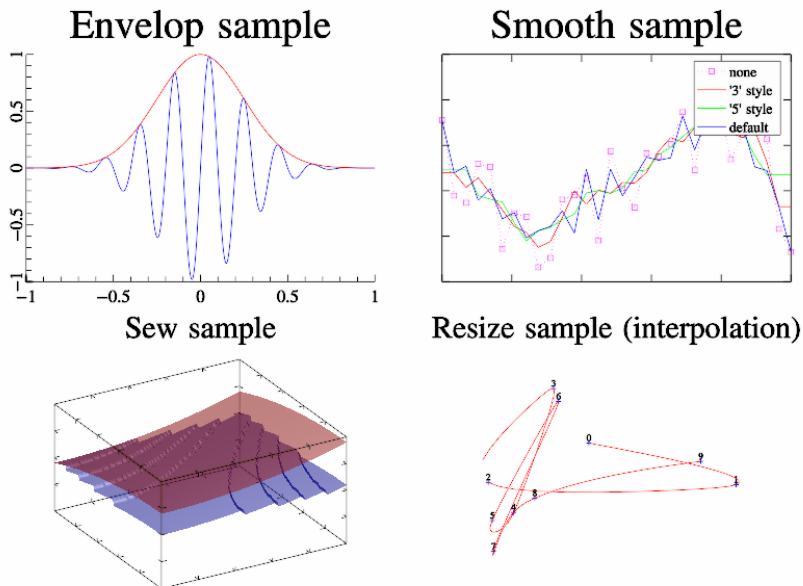 Envelop sample
Smooth sample
1
0.5
0
−0.5
−1
−1
−0.5
0
0.5
1
none
'3' style
'5' style
default
Sew sample
Resize sample (interpolation)
3
6
0
9
2
1
8
4
5
7